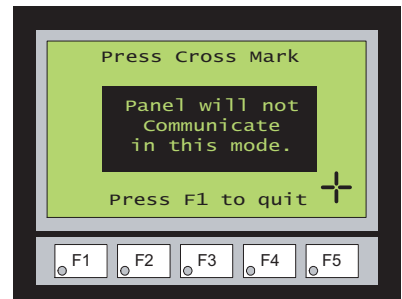 Press Cross Mark
Panel will not
Communicate
in this mode.
Press F1 to quit
F1 F2 F3 F4 F5